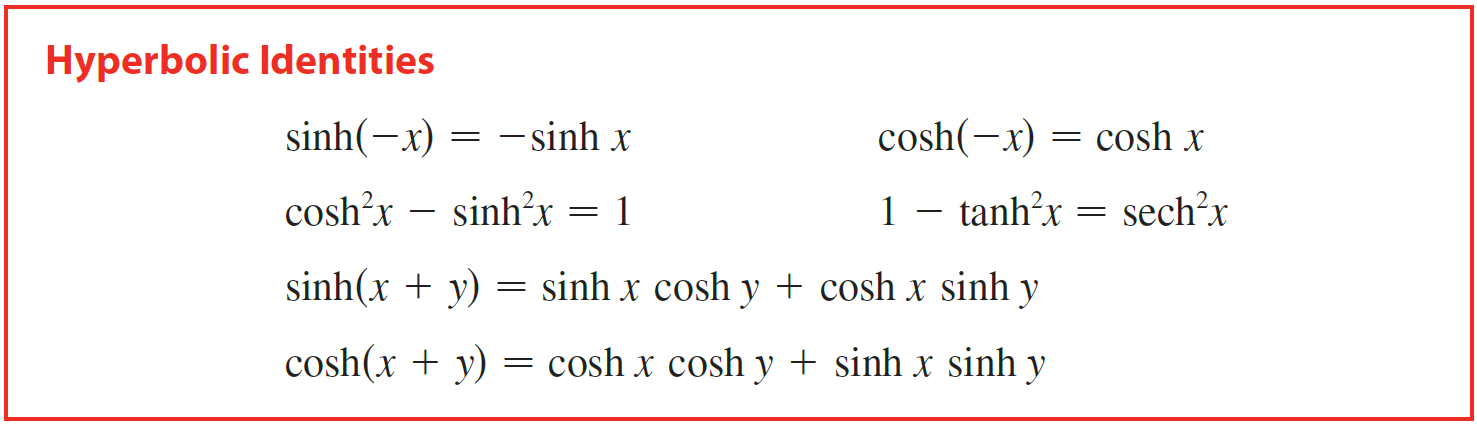 Hyperbolic Identities
sinh(−x) = −sinh x cosh(−x) = cosh x
cosh²x − sinh²x = 1 1 − tanh²x = sech²x
sinh(x + y) = sinh x cosh y + cosh x sinh y
cosh(x + y) = cosh x cosh y + sinh x sinh y